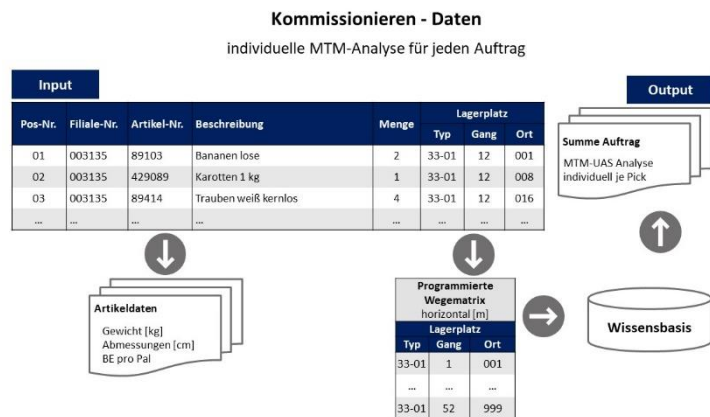 Kommissionieren - Daten
individuelle MTM-Analyse für jeden Auftrag
Input
Output
Pos-Nr. Filiale-Nr. Artikel-Nr. Beschreibung Menge Lagerplatz
Typ Gang Ort
01 003135 89103 Bananen lose 2 33-01 12 001
02 003135 429089 Karotten 1 kg 1 33-01 12 008
03 003135 89414 Trauben weiß kernlos 4 33-01 12 016
... ... ... ... ... ... ... ...
Summe Auftrag
MTM-UAS Analyse
individuell je Pick
Artikeldaten
Gewicht [kg]
Abmessungen [cm]
BE pro Pal
Programmierte
Wegematrix
horizontal [m]
Lagerplatz
Typ Gang Ort
33-01 1 001
... ... ...
33-01 52 999
Wissensbasis